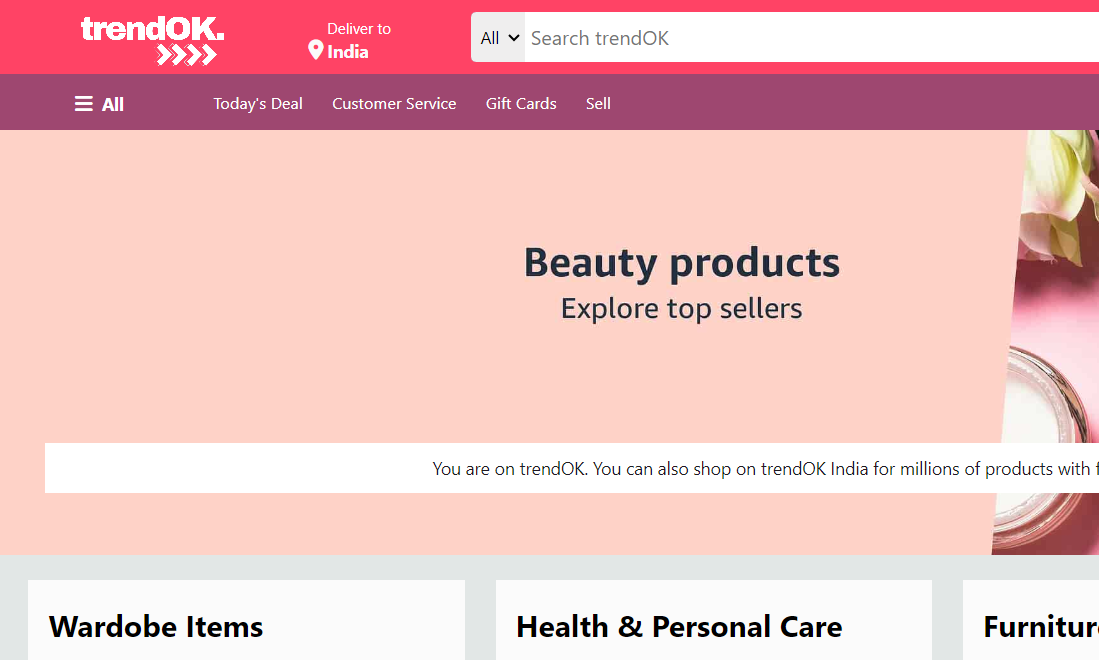 trendOK.
Deliver to
India
All
Search trendOK
All
Today's Deal
Customer Service
Gift Cards
Sell
Beauty products
Explore top sellers
You are on trendOK. You can also shop on trendOK India for millions of products with
Wardobe Items
Health & Personal Care